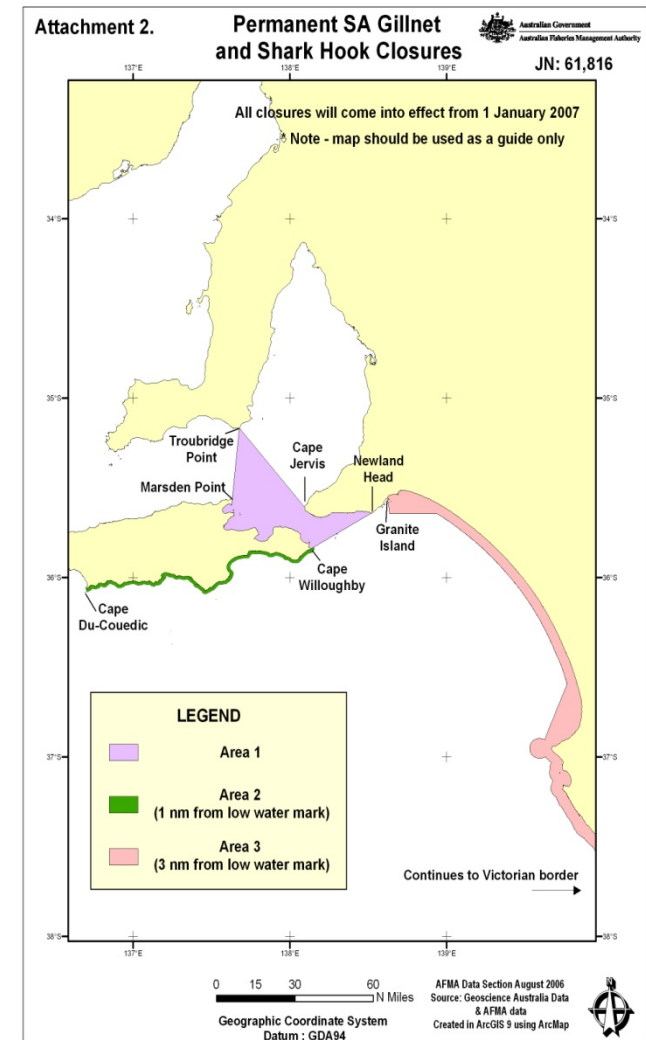 Attachment 2.
Permanent SA Gillnet
and Shark Hook Closures
Australian Government
Australian Fisheries Management Authority
JN: 61,816
137°E
138°E
139°E
All closures will come into effect from 1 January 2007
Note - map should be used as a guide only
34°S
34°S
35°S
35°S
Troubridge
Point
Cape
Jervis
Newland
Head
Marsden Point
Granite
Island
36°S
36°S
Cape
Willoughby
Cape
Du-Couedic
LEGEND
Area 1
Area 2
(1 nm from low water mark)
Area 3
(3 nm from low water mark)
37°S
37°S
Continues to Victorian border
38°S
38°S
137°E
138°E
139°E
0 15 30 60
N Miles
Geographic Coordinate System
Datum : GDA94
AFMA Data Section August 2006
Source: Geoscience Australia Data
& AFMA data
Created in ArcGIS 9 using ArcMap